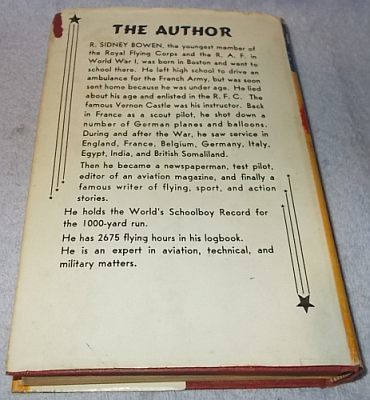 THE AUTHOR
R. SIDNEY BOWEN, the youngest member of
the Royal Flying Corps and the R. A. F. in
World War I, was born in Boston and went to
school there. He left high school to drive an
ambulance for the French Army, but was soon
sent home because he was under age. He lied
about his age and enlisted in the R. F. C. The
famous Vernon Castle was his instructor. Back
in France as a scout pilot, he shot down a
number of German planes and balloons.
During and after the War, he saw service in
England, France, Belgium, Germany, Italy,
Egypt, India, and British Somaliland.
Then he became a newspaperman, test pilot,
editor of an aviation magazine, and finally a
famous writer of flying, sport, and action
stories.
He holds the World's Schoolboy Record for
the 1000-yard run.
He has 2675 flying hours in his logbook.
He is an expert in aviation, technical, and
military matters.